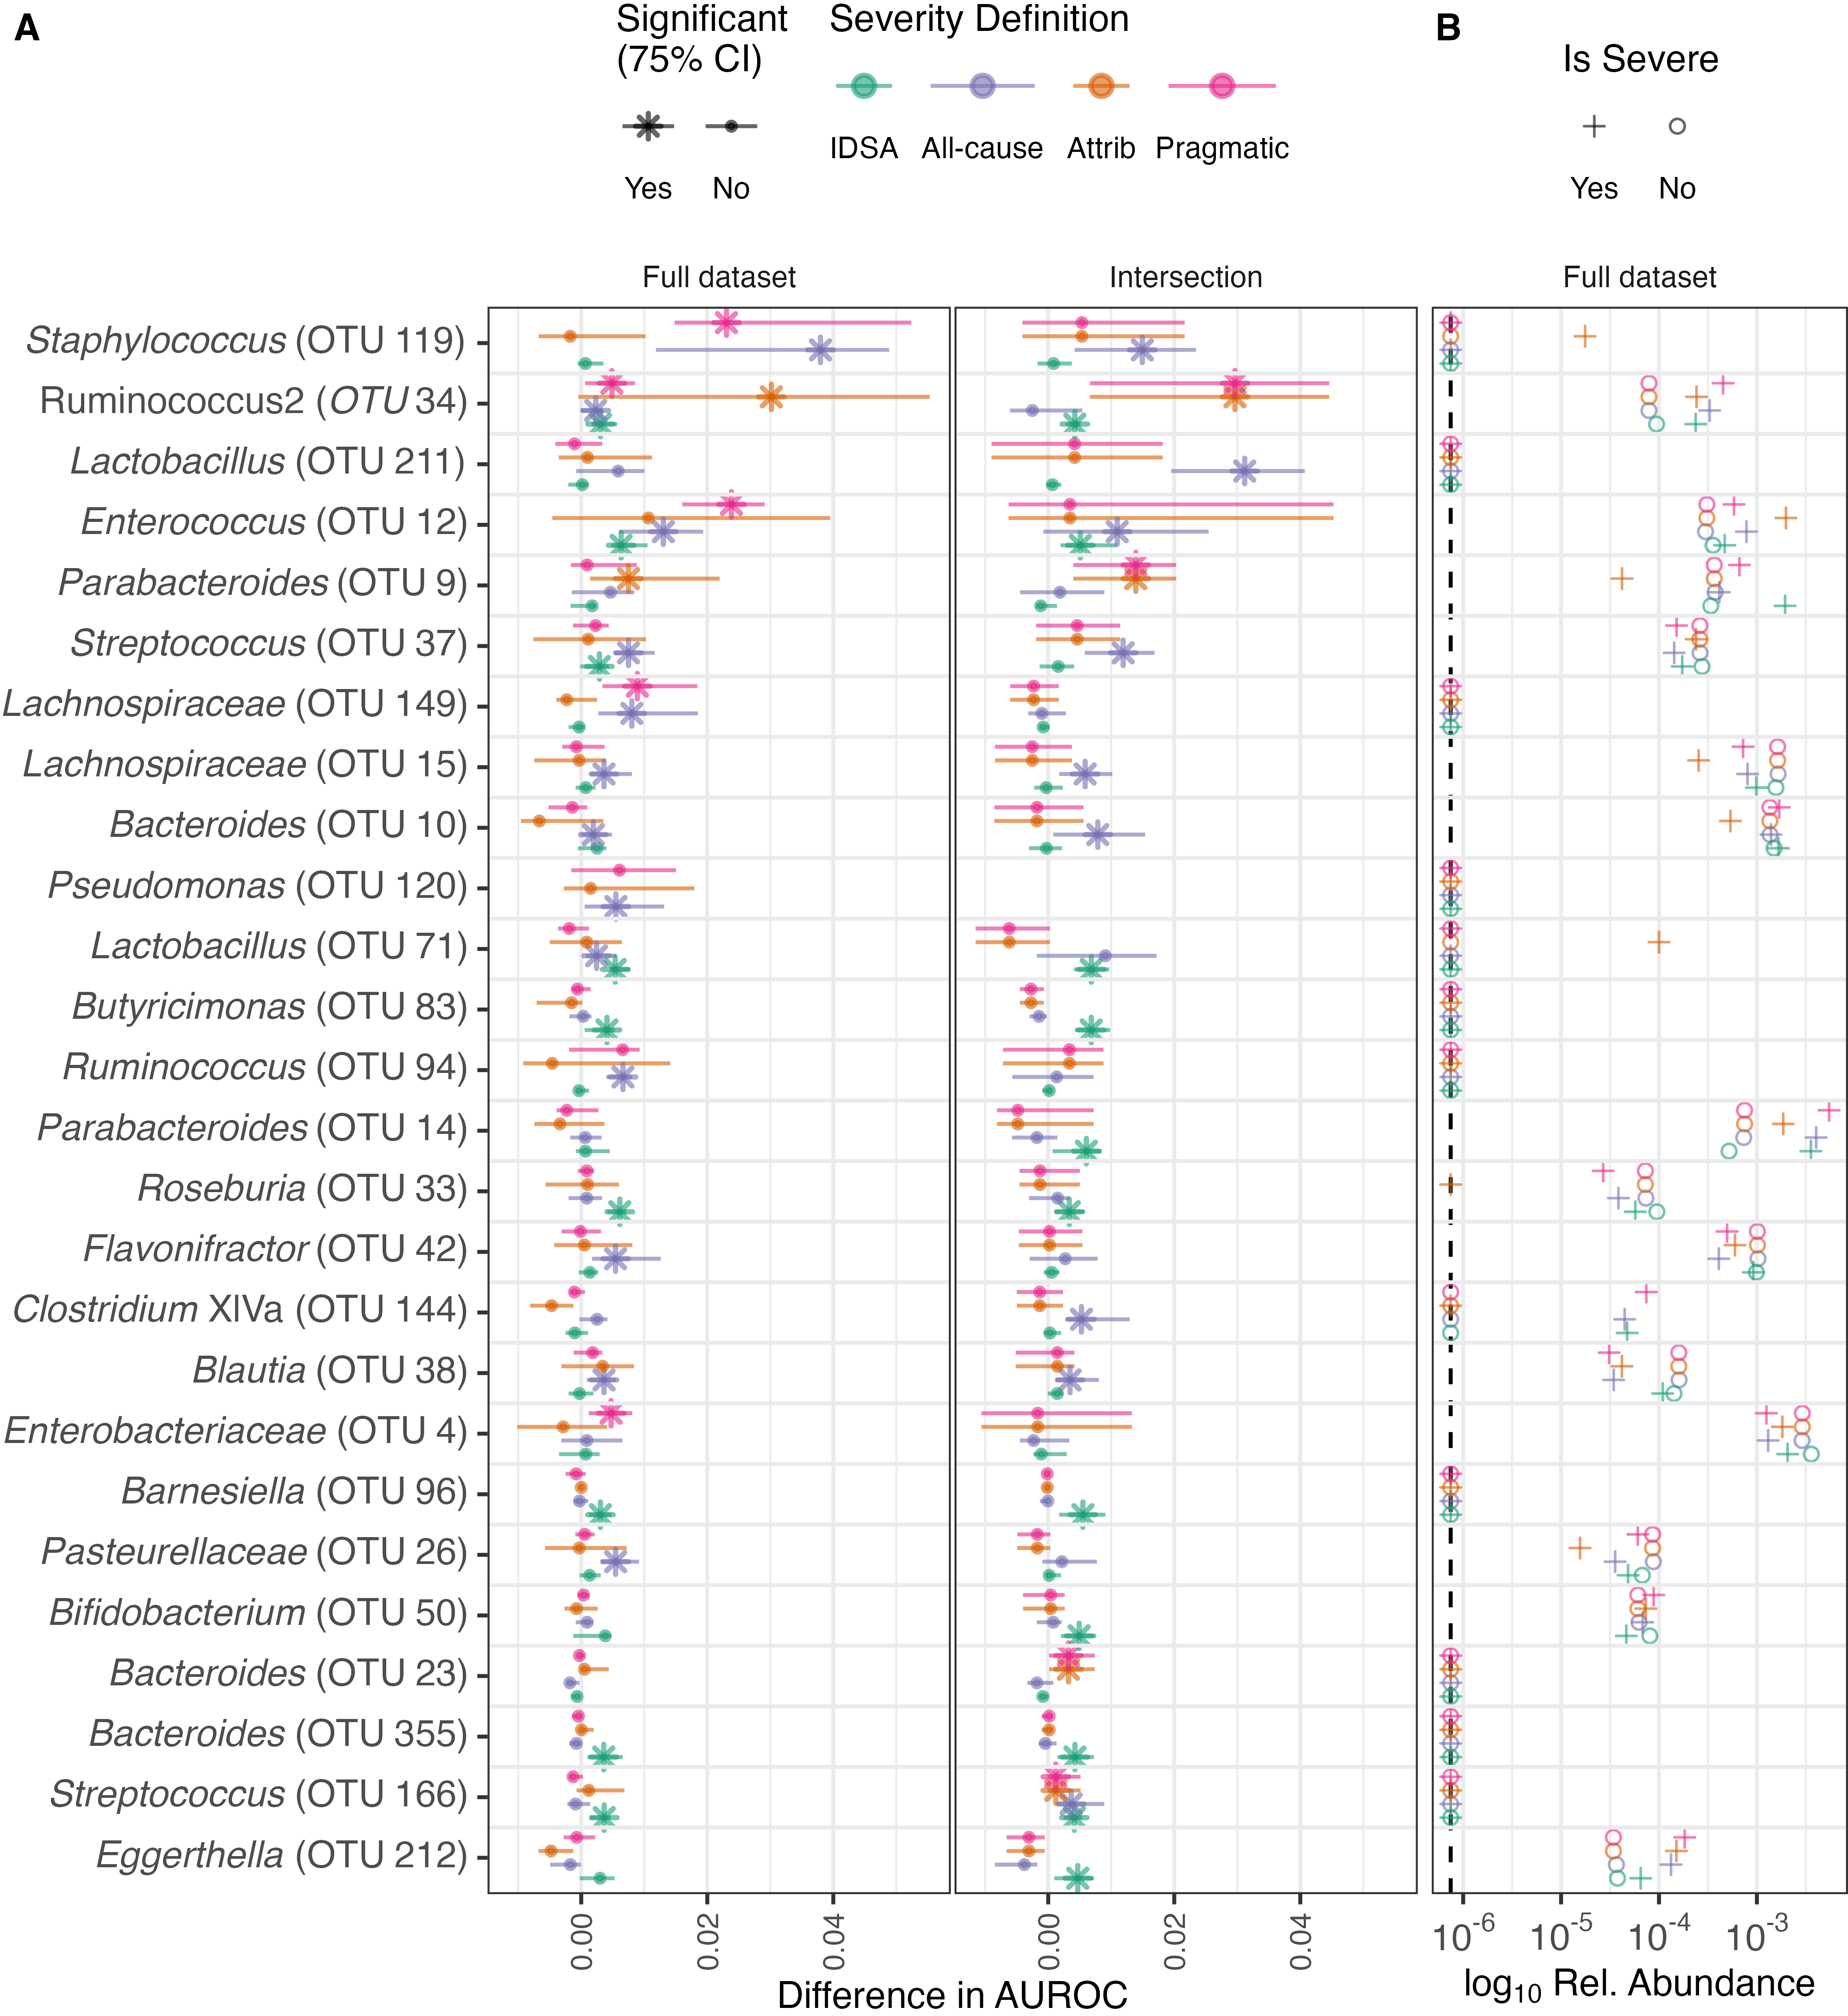 A
Significant
(75% CI)
Yes No
Severity Definition
IDSA All-cause Attrib Pragmatic
B
Is Severe
Yes No
Full dataset Intersection Full dataset
Staphylococcus (OTU 119)
Ruminococcus2 (OTU 34)
Lactobacillus (OTU 211)
Enterococcus (OTU 12)
Parabacteroides (OTU 9)
Streptococcus (OTU 37)
Lachnospiraceae (OTU 149)
Lachnospiraceae (OTU 15)
Bacteroides (OTU 10)
Pseudomonas (OTU 120)
Lactobacillus (OTU 71)
Butyricimonas (OTU 83)
Ruminococcus (OTU 94)
Parabacteroides (OTU 14)
Roseburia (OTU 33)
Flavonifractor (OTU 42)
Clostridium XIVa (OTU 144)
Blautia (OTU 38)
Enterobacteriaceae (OTU 4)
Barnesiella (OTU 96)
Pasteurellaceae (OTU 26)
Bifidobacterium (OTU 50)
Bacteroides (OTU 23)
Bacteroides (OTU 355)
Streptococcus (OTU 166)
Eggerthella (OTU 212)
0.00 0.02 0.04 0.00 0.02 0.04
10⁻⁶ 10⁻⁵ 10⁻⁴ 10⁻³
Difference in AUROC
log₁₀ Rel. Abundance